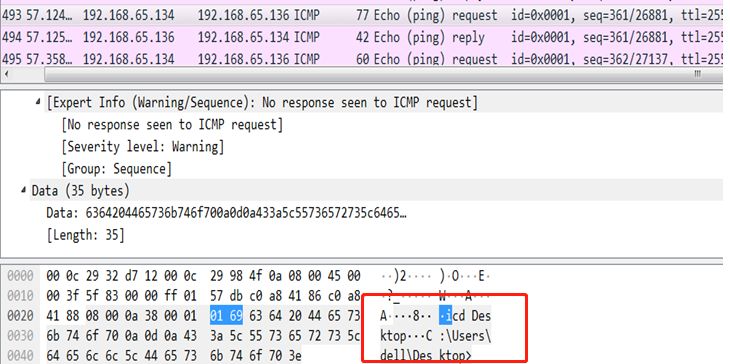 493 57.124… 192.168.65.134 192.168.65.136 ICMP 77 Echo (ping) request id=0x0001, seq=361/26881, ttl=255
494 57.125… 192.168.65.136 192.168.65.134 ICMP 42 Echo (ping) reply id=0x0001, seq=361/26881, ttl=255
495 57.358… 192.168.65.134 192.168.65.136 ICMP 60 Echo (ping) request id=0x0001, seq=362/27137, ttl=255
[Expert Info (Warning/Sequence): No response seen to ICMP request]
[No response seen to ICMP request]
[Severity level: Warning]
[Group: Sequence]
Data (35 bytes)
Data: 6364204465736b746f700a0d0a433a5c55736572735c6465…
[Length: 35]
0000 00 0c 29 32 d7 12 00 0c 29 98 4f 0a 08 00 45 00 ··)2···· )·O···E·
0010 00 3f 5f 83 00 00 ff 01 57 db c0 a8 41 86 c0 a8 ·?_····· W···A···
0020 41 88 08 00 0a 38 00 01 01 69 63 64 20 44 65 73 A····8·· ·icd Des
0030 6b 74 6f 70 0a 0d 0a 43 3a 5c 55 73 65 72 73 5c ktop···C :\Users\
0040 64 65 6c 6c 5c 44 65 73 6b 74 6f 70 3e dell\Des ktop>